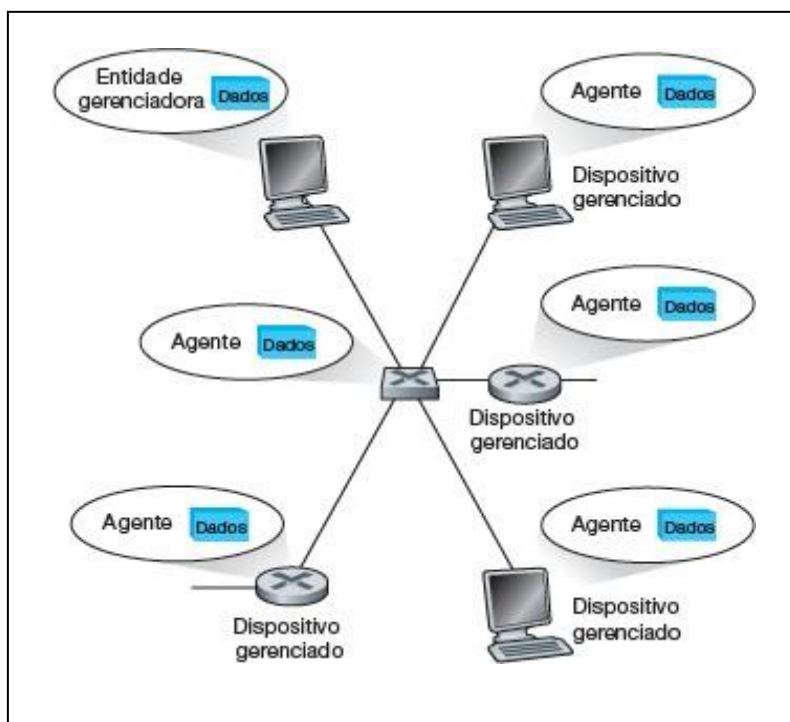 Entidade
gerenciadora Dados
Agente Dados
Dispositivo
gerenciado
Agente Dados
Agente Dados
Dispositivo
gerenciado
Agente Dados
Dispositivo
gerenciado
Agente Dados
Dispositivo
gerenciado